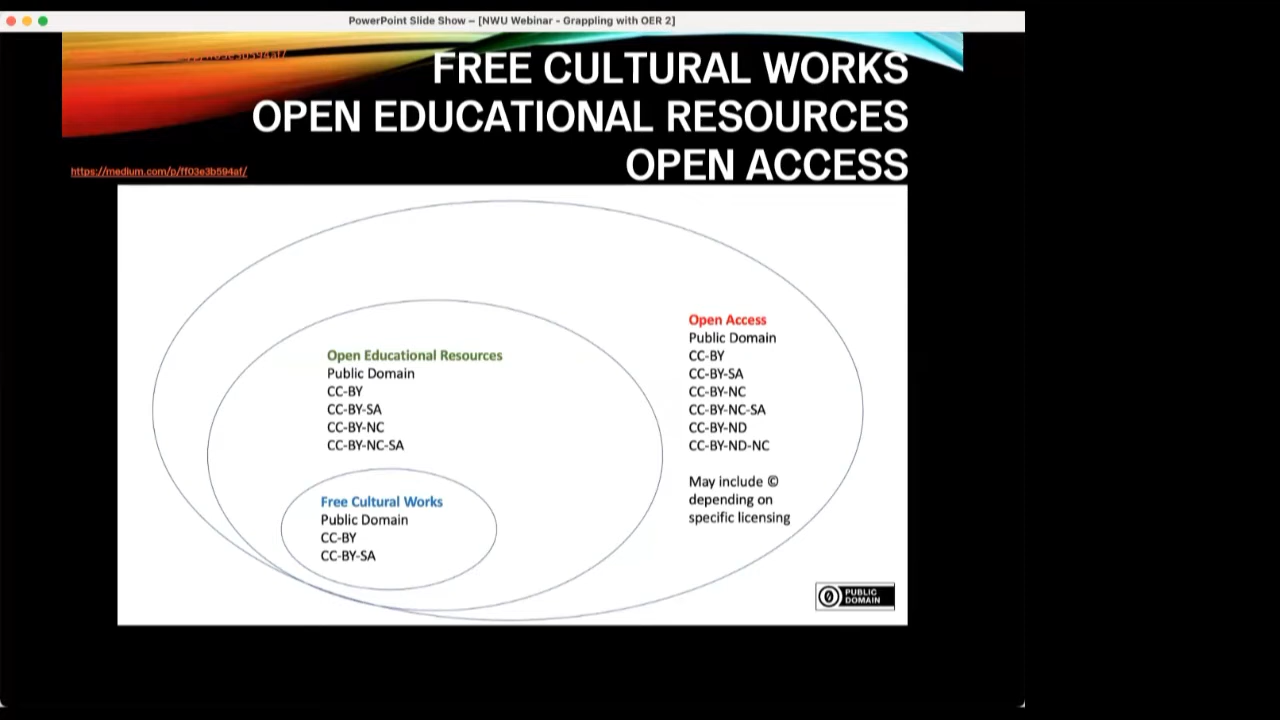 PowerPoint Slide Show – [NWU Webinar - Grappling with OER 2]
FREE CULTURAL WORKS
OPEN EDUCATIONAL RESOURCES
OPEN ACCESS
https://medium.com/p/ff03e3b594af/
Open Educational Resources
Public Domain
CC-BY
CC-BY-SA
CC-BY-NC
CC-BY-NC-SA
Free Cultural Works
Public Domain
CC-BY
CC-BY-SA
Open Access
Public Domain
CC-BY
CC-BY-SA
CC-BY-NC
CC-BY-NC-SA
CC-BY-ND
CC-BY-ND-NC
May include ©
depending on
specific licensing
PUBLIC
DOMAIN